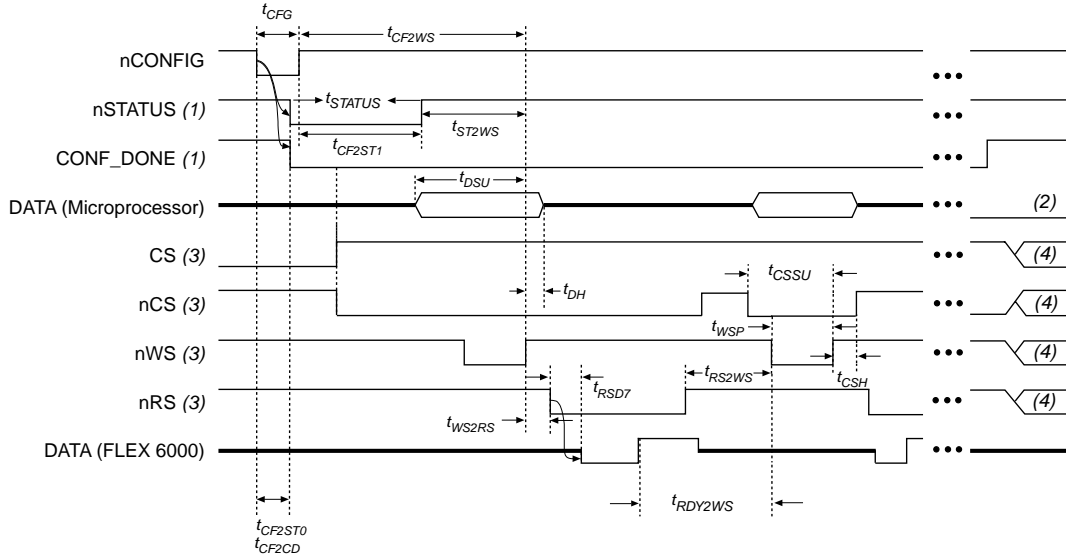 tCFG
tCF2WS
nCONFIG
nSTATUS (1)
tSTATUS
tST2WS
tCF2ST1
CONF_DONE (1)
tDSU
DATA (Microprocessor)
(2)
CS (3)
(4)
tCSSU
nCS (3)
tDH
(4)
tWSP
nWS (3)
(4)
tRSD7
tRS2WS
tCSH
nRS (3)
(4)
tWS2RS
DATA (FLEX 6000)
tRDY2WS
tCF2ST0
tCF2CD